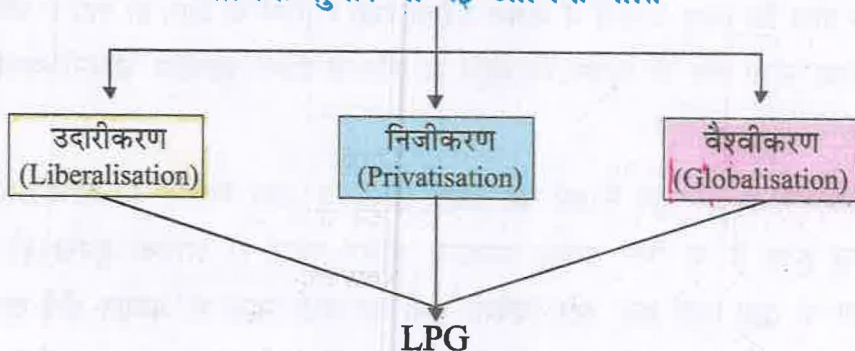 उदारीकरण
(Liberalisation)
निजीकरण
(Privatisation)
वैश्वीकरण
(Globalisation)
LPG